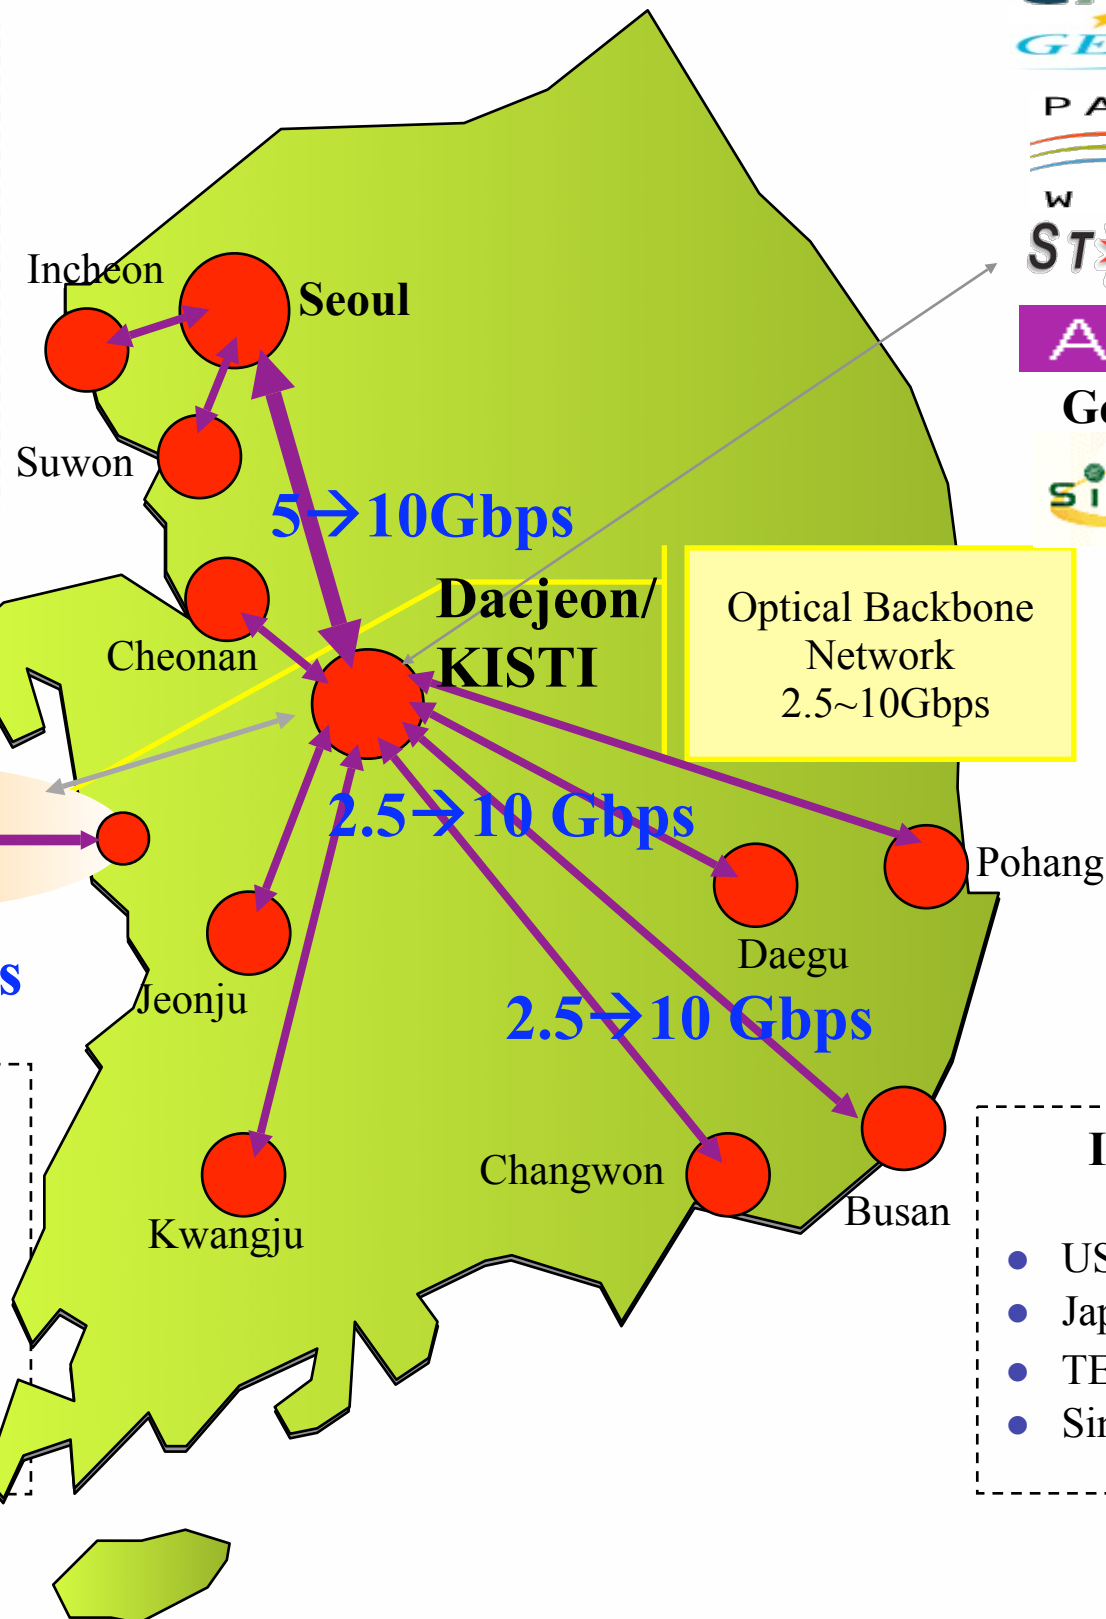 Incheon
Seoul
Suwon
5→10Gbps
Daejeon/
KISTI
Optical Backbone
Network
2.5~10Gbps
Cheonan
2.5→10 Gbps
Pohang
Daegu
s
Jeonju
2.5→10 Gbps
Changwon
Busan
Kwangju